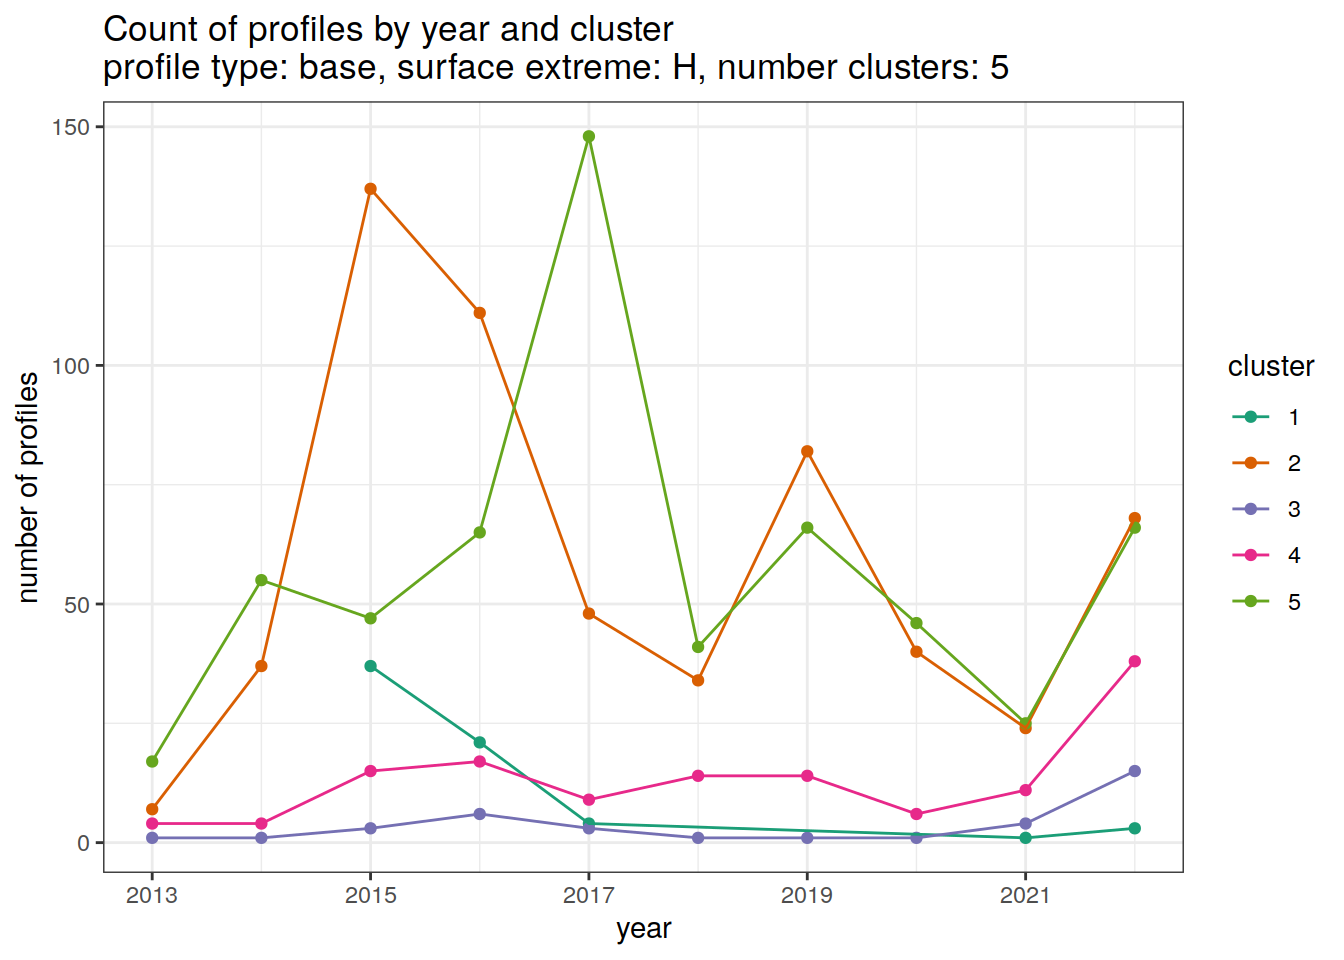 Count of profiles by year and cluster
profile type: base, surface extreme: H, number clusters: 5
150
100
50
0
number of profiles
2013 2015 2017 2019 2021
year
cluster
1
2
3
4
5